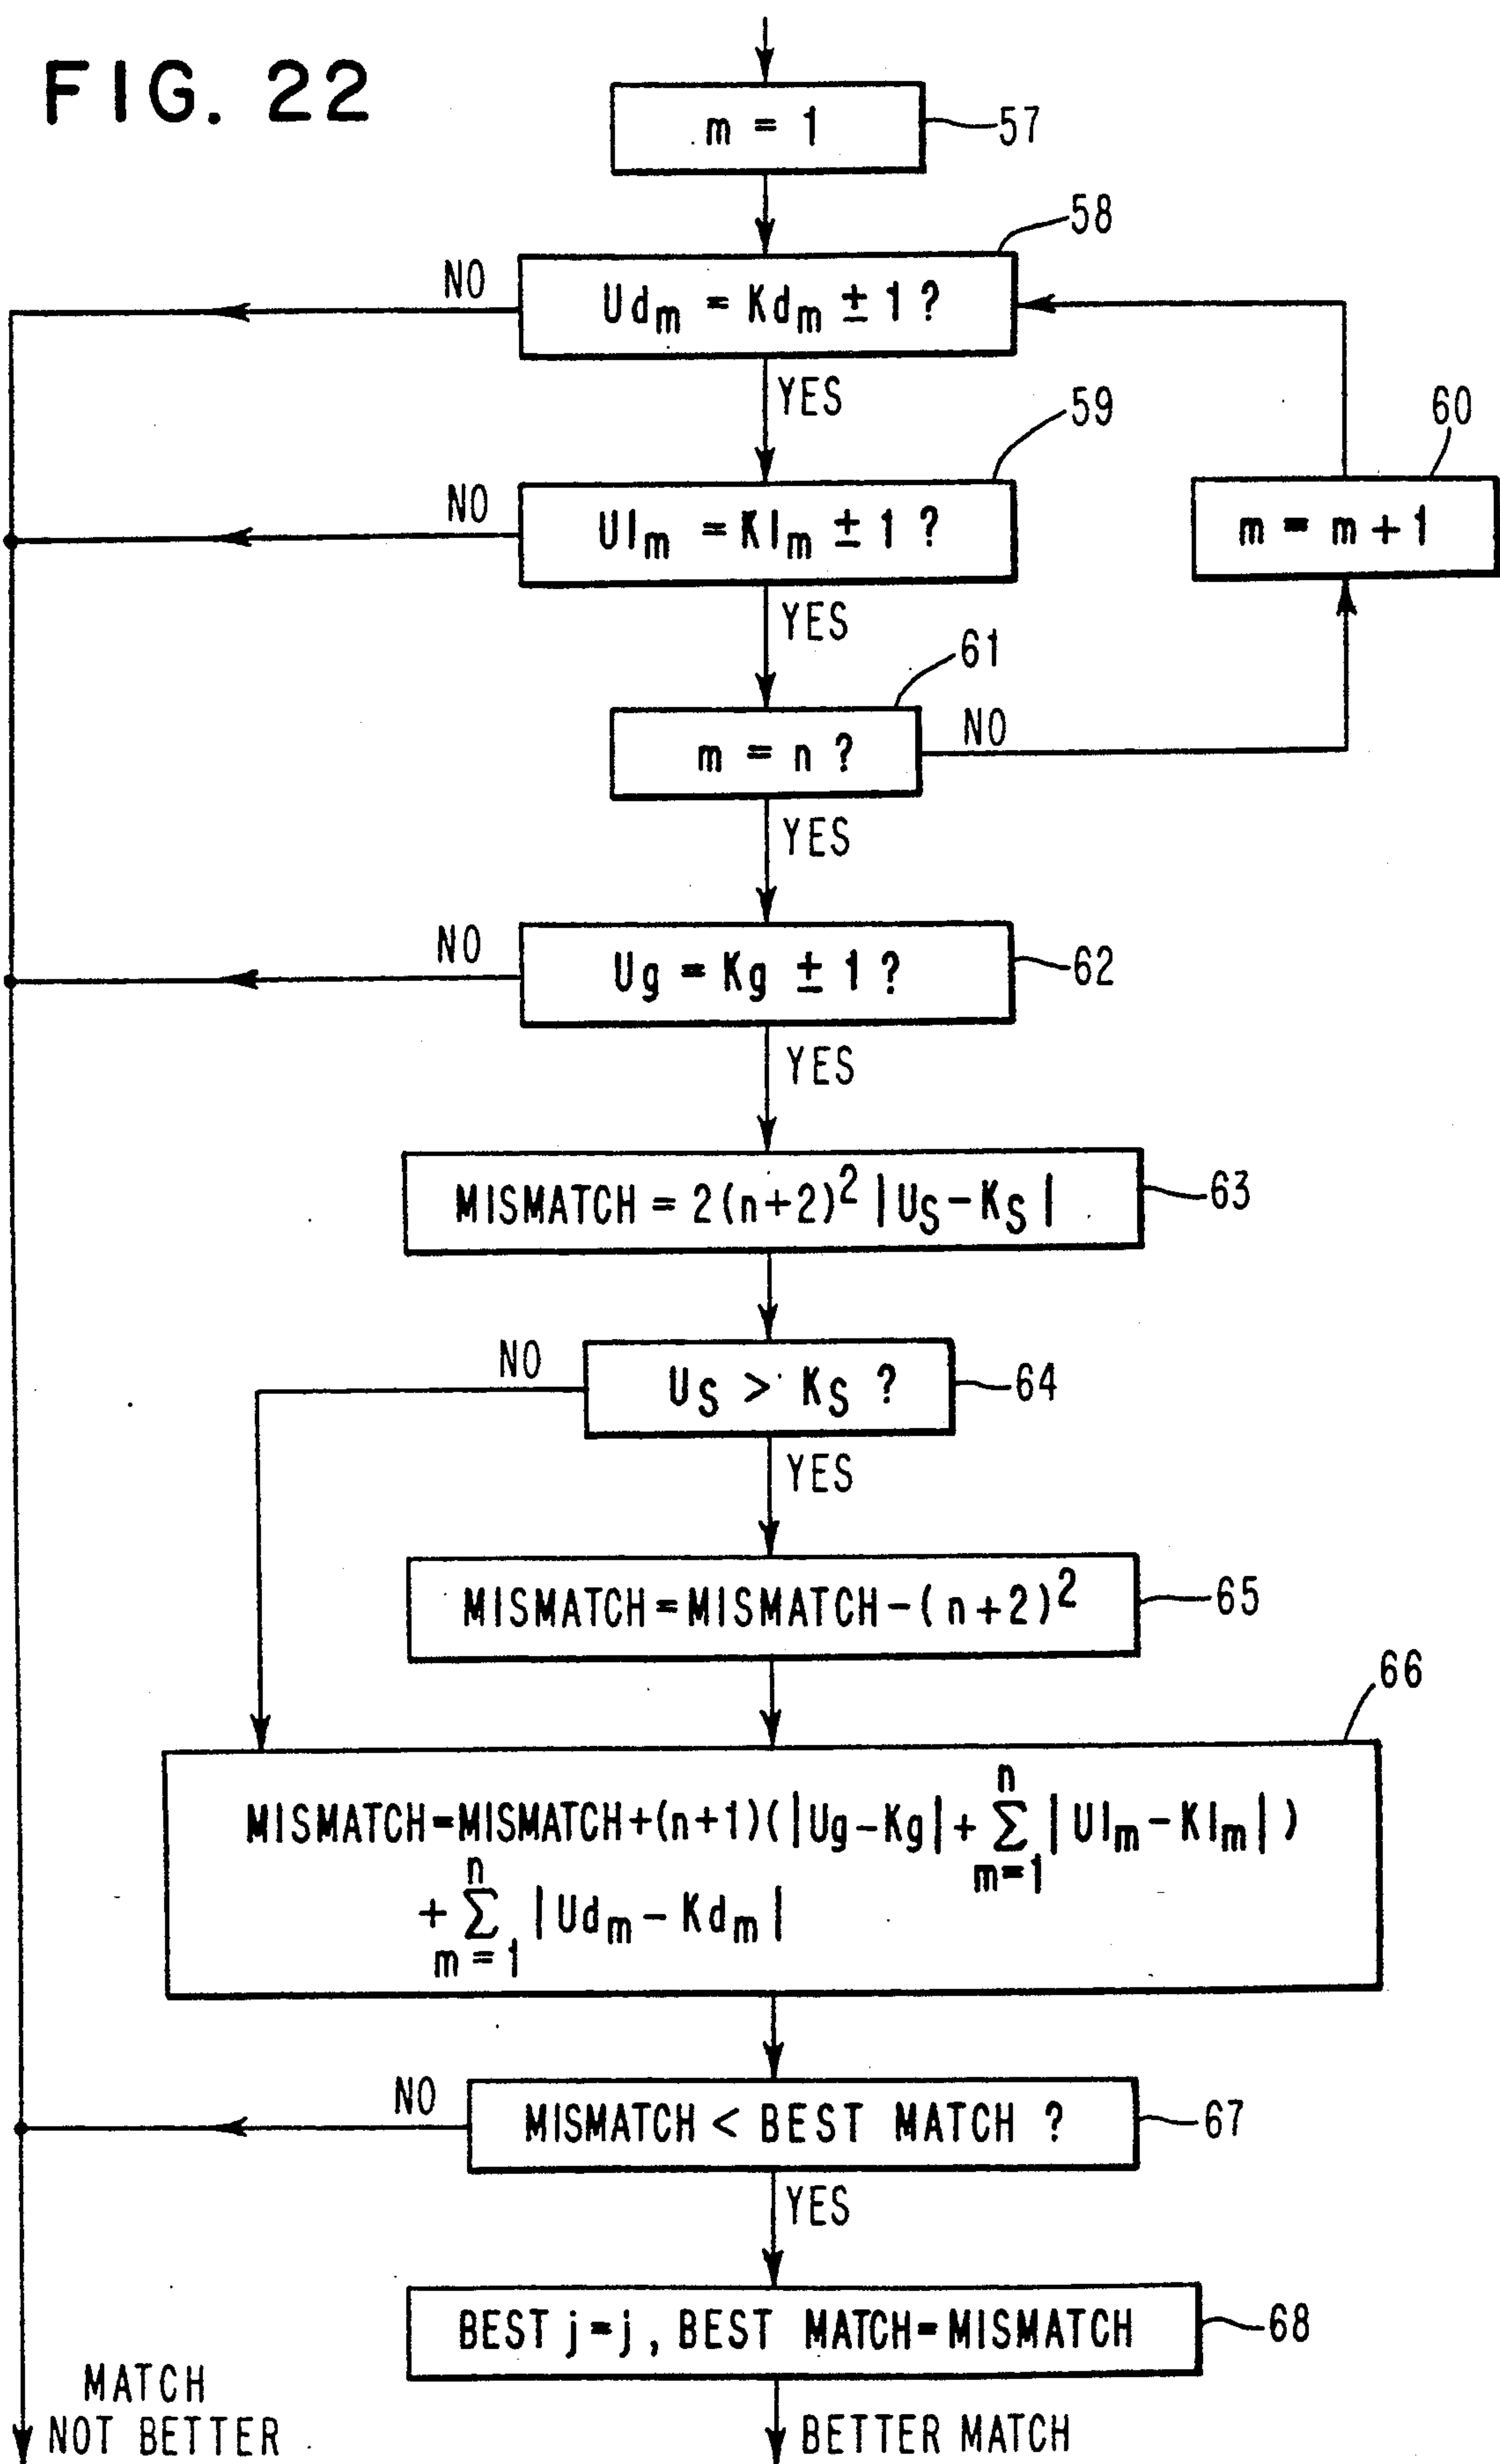 FIG. 22
m = 1
57
58
NO
Udm = Kdm ± 1 ?
YES
59
60
NO
Ulm = Klm ± 1 ?
m = m + 1
YES
61
m = n ?
NO
YES
NO
Ug = Kg ± 1 ?
62
YES
MISMATCH = 2(n+2)² |US − KS|
63
NO
US > KS ?
64
YES
MISMATCH = MISMATCH − (n+2)²
65
66
MISMATCH = MISMATCH + (n+1)(|Ug − Kg| + n∑m=1 |Ulm − Klm|)
+ n∑m=1 |Udm − Kdm|
NO
MISMATCH < BEST MATCH ?
67
YES
BEST j = j, BEST MATCH = MISMATCH
68
MATCH
NOT BETTER
BETTER MATCH